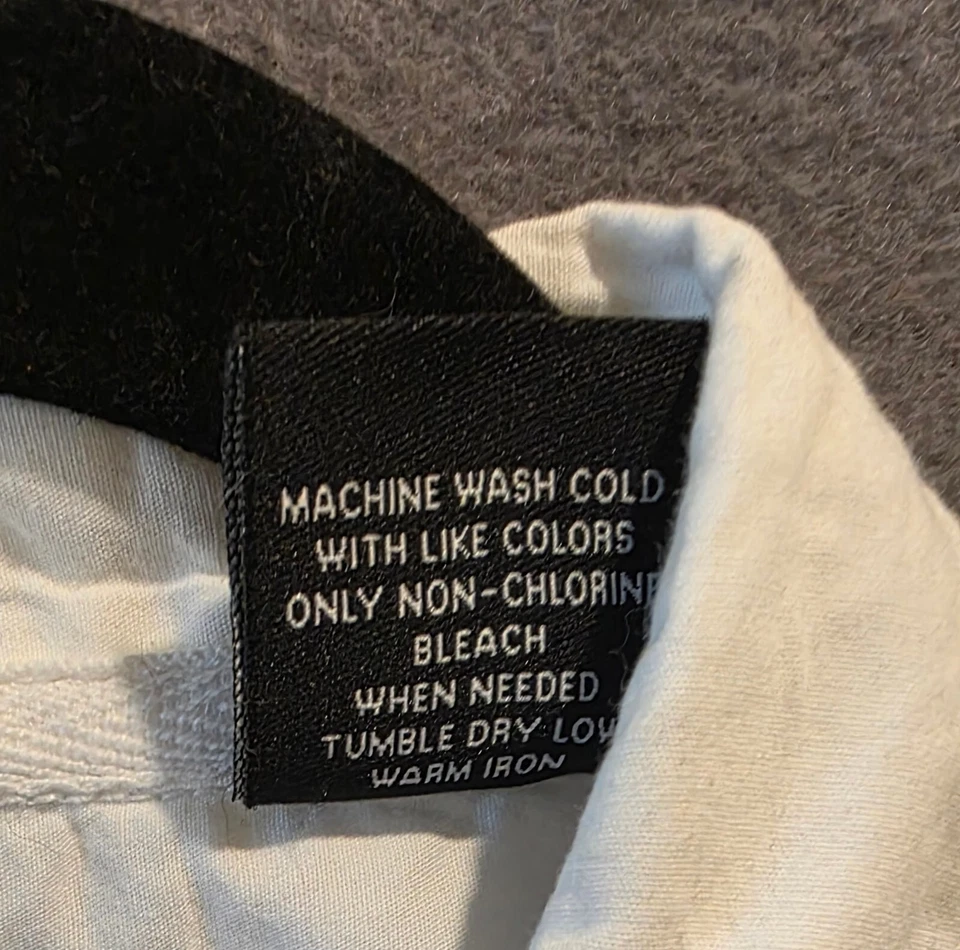 MACHINE WASH COLD
WITH LIKE COLORS
ONLY NON-CHLORINE
BLEACH
WHEN NEEDED
TUMBLE DRY LOW
WARM IRON